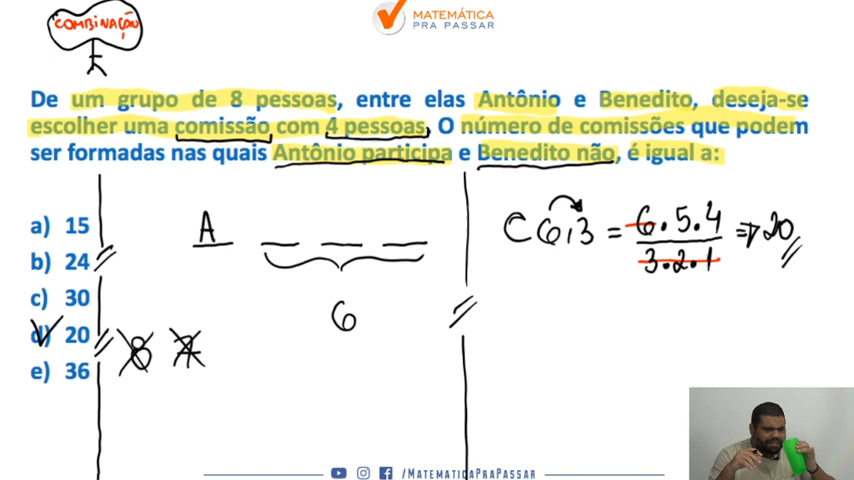 COMBINAÇÃO
MATEMÁTICA
PRA PASSAR
De um grupo de 8 pessoas, entre elas Antônio e Benedito, deseja-se
escolher uma comissão com 4 pessoas. O número de comissões que podem
ser formadas nas quais Antônio participa e Benedito não, é igual a:
a) 15
b) 24
c) 30
d) 20
e) 36
A
6
8 7
C 6,3 = 6.5.4 / 3.2.1 ⇒ 20
/MATEMATICAPRAPASSAR